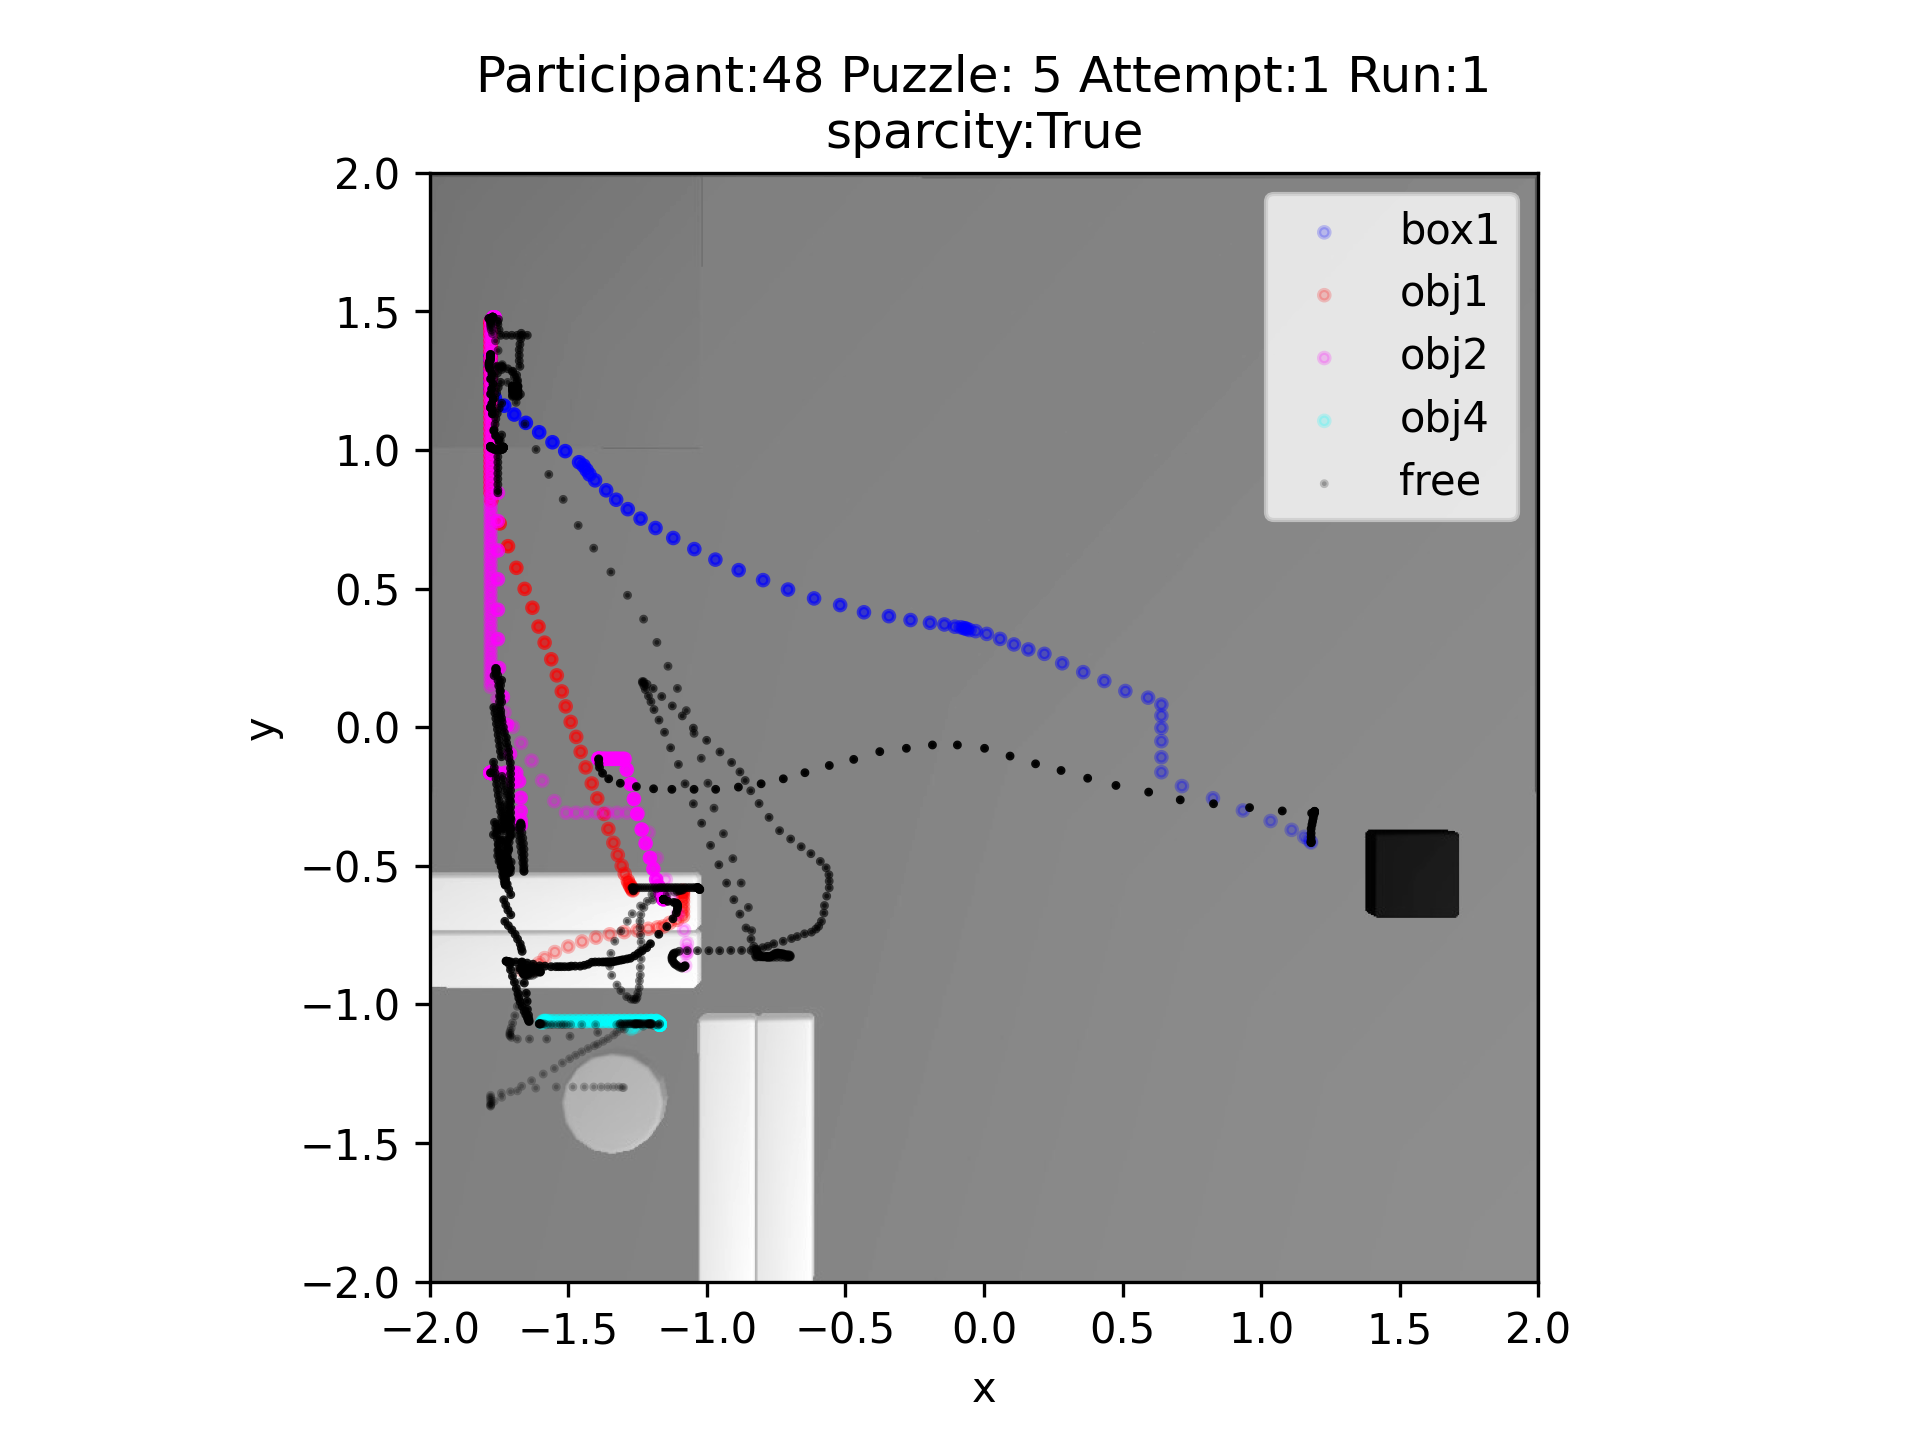 Participant:48 Puzzle: 5 Attempt:1 Run:1
sparcity:True
2.0
1.5
1.0
0.5
0.0
−0.5
−1.0
−1.5
−2.0
y
box1
obj1
obj2
obj4
free
−2.0 −1.5 −1.0 −0.5 0.0 0.5 1.0 1.5 2.0
x